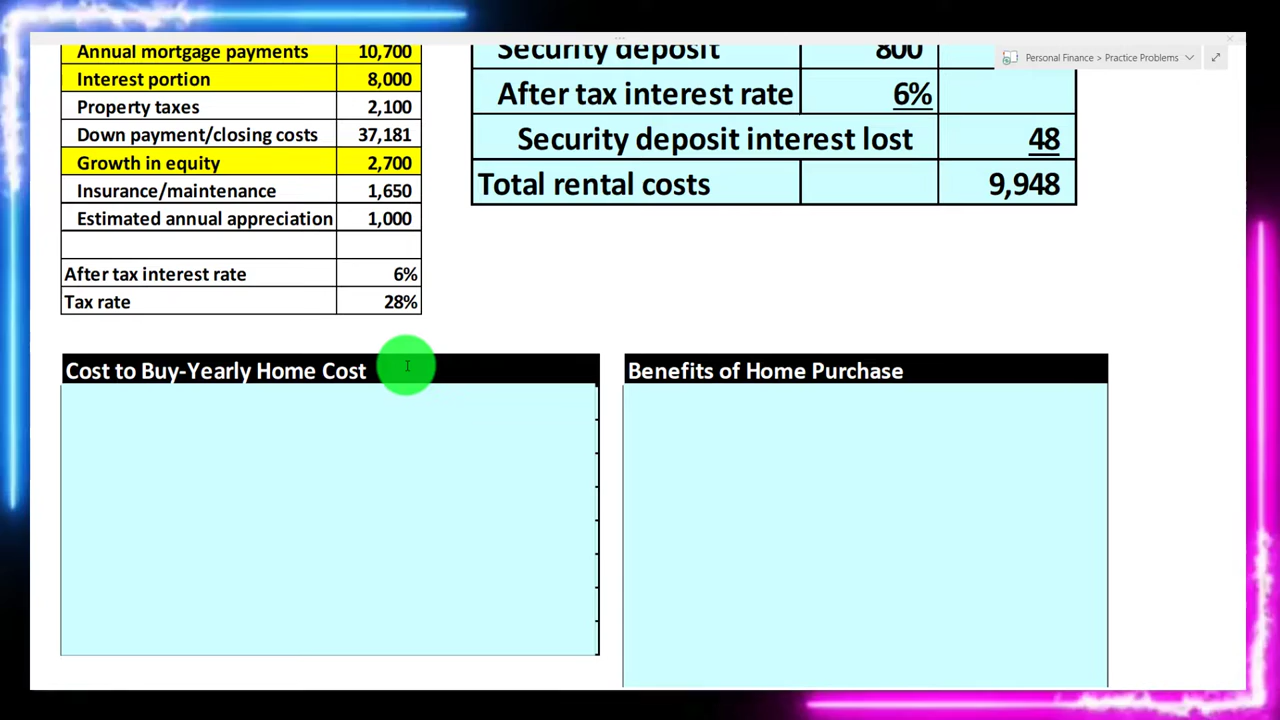 Personal Finance > Practice Problems
Annual mortgage payments 10,700
Interest portion 8,000
Property taxes 2,100
Down payment/closing costs 37,181
Growth in equity 2,700
Insurance/maintenance 1,650
Estimated annual appreciation 1,000
After tax interest rate 6%
Tax rate 28%
Security deposit 800
After tax interest rate 6%
Security deposit interest lost 48
Total rental costs 9,948
Cost to Buy-Yearly Home Cost
Benefits of Home Purchase